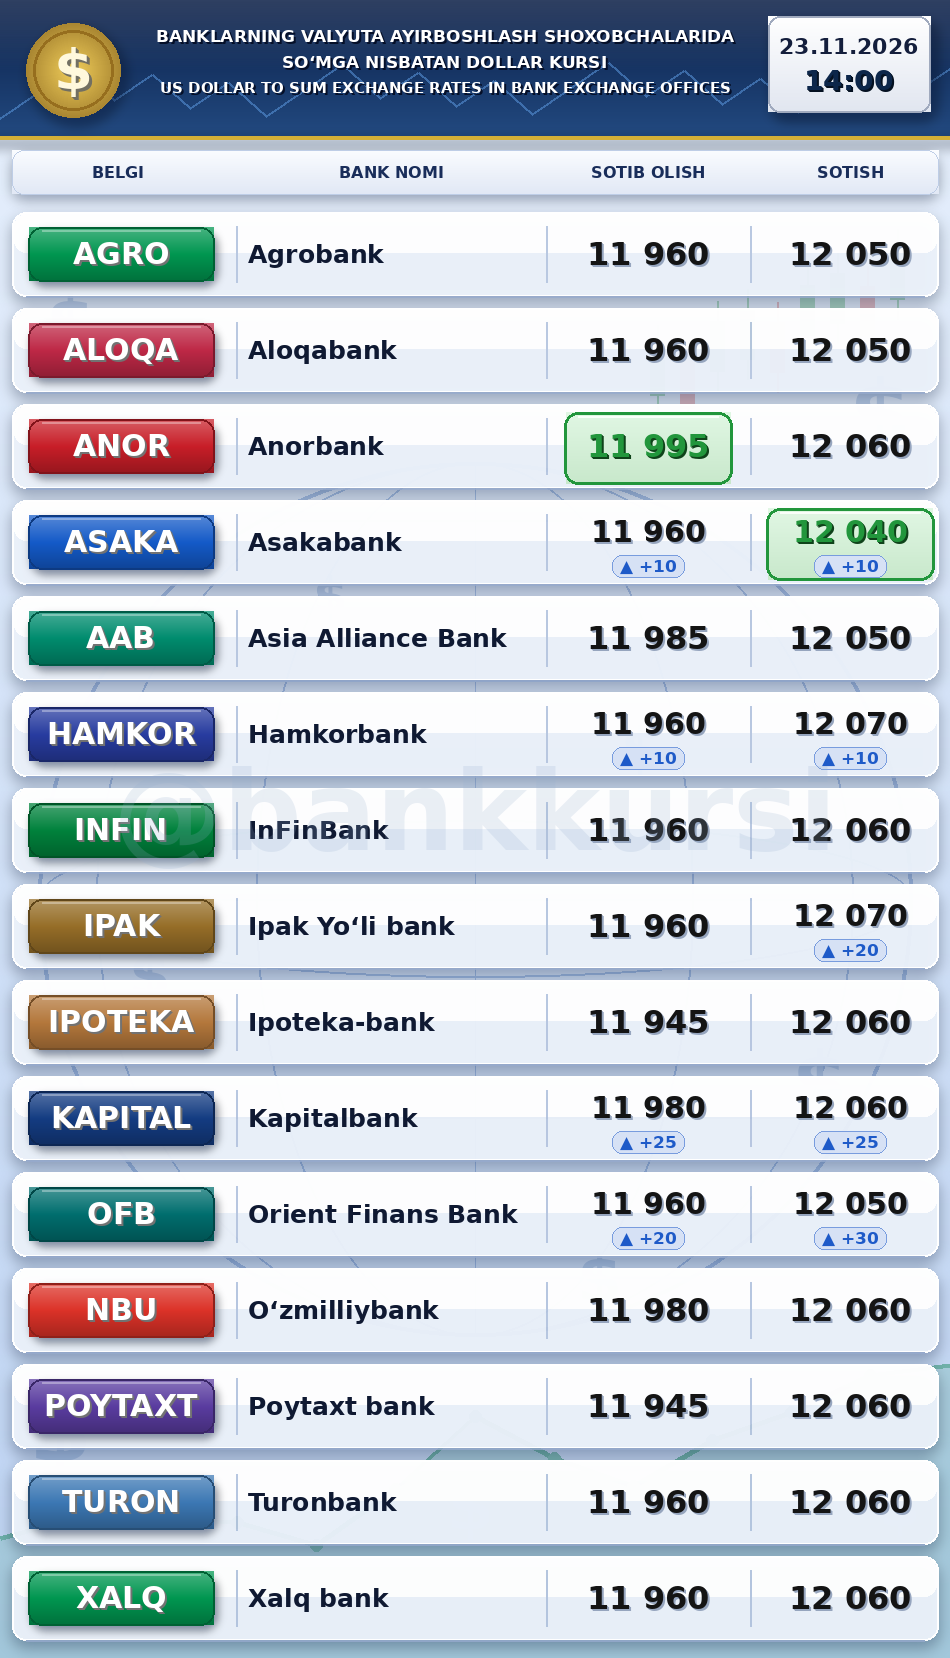 $
BANKLARNING VALYUTA AYIRBOSHLASH SHOXOBCHALARIDA
SO‘MGA NISBATAN DOLLAR KURSI
US DOLLAR TO SUM EXCHANGE RATES IN BANK EXCHANGE OFFICES
23.11.2026
14:00
BELGI BANK NOMI SOTIB OLISH SOTISH
AGRO Agrobank 11 960 12 050
ALOQA Aloqabank 11 960 12 050
ANOR Anorbank 11 995 12 060
ASAKA Asakabank 11 960 12 040
▲ +10 ▲ +10
AAB Asia Alliance Bank 11 985 12 050
HAMKOR Hamkorbank 11 960 12 070
▲ +10 ▲ +10
@bankkursi
INFIN InFinBank 11 960 12 060
IPAK Ipak Yo‘li bank 11 960 12 070
▲ +20
IPOTEKA Ipoteka-bank 11 945 12 060
KAPITAL Kapitalbank 11 980 12 060
▲ +25 ▲ +25
OFB Orient Finans Bank 11 960 12 050
▲ +20 ▲ +30
NBU O‘zmilliybank 11 980 12 060
POYTAXT Poytaxt bank 11 945 12 060
TURON Turonbank 11 960 12 060
XALQ Xalq bank 11 960 12 060